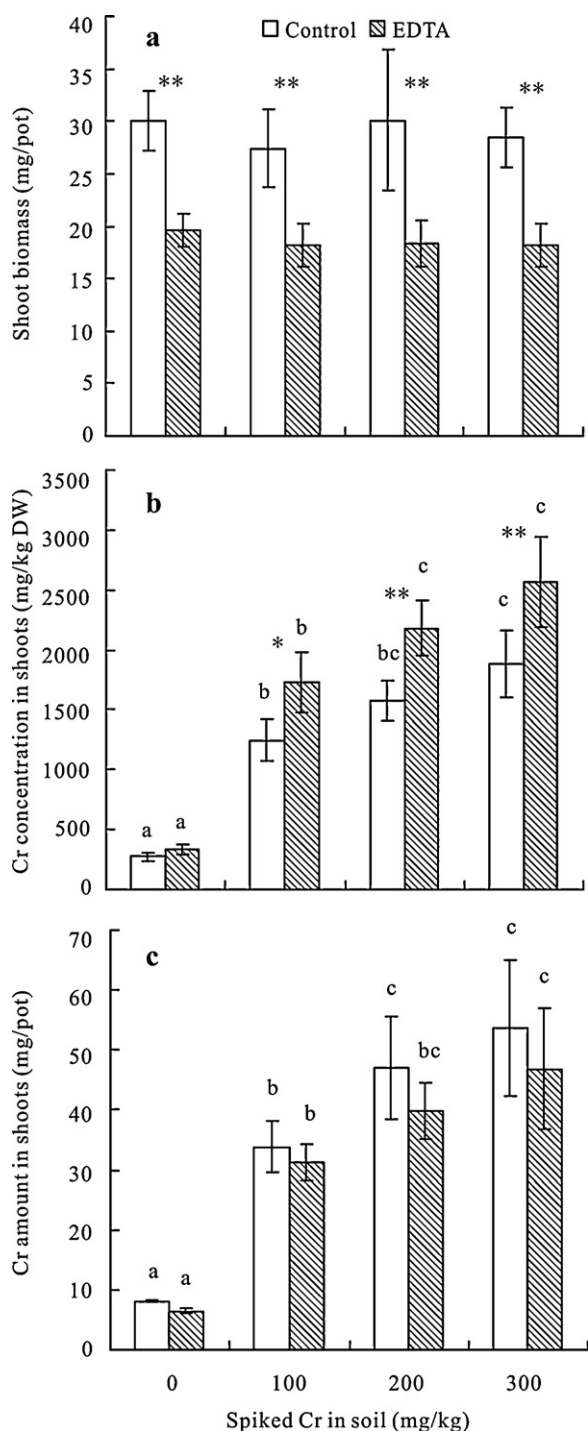 a
Control EDTA
40
35
30
25
20
15
10
5
0
Shoot biomass (mg/pot)
** ** ** **
b
3500
3000
2500
2000
1500
1000
500
0
Cr concentration in shoots (mg/kg DW)
a a
b * b
bc ** c
c ** c
c
70
60
50
40
30
20
10
0
Cr amount in shoots (mg/pot)
a a
b b
c bc
c c
0 100 200 300
Spiked Cr in soil (mg/kg)